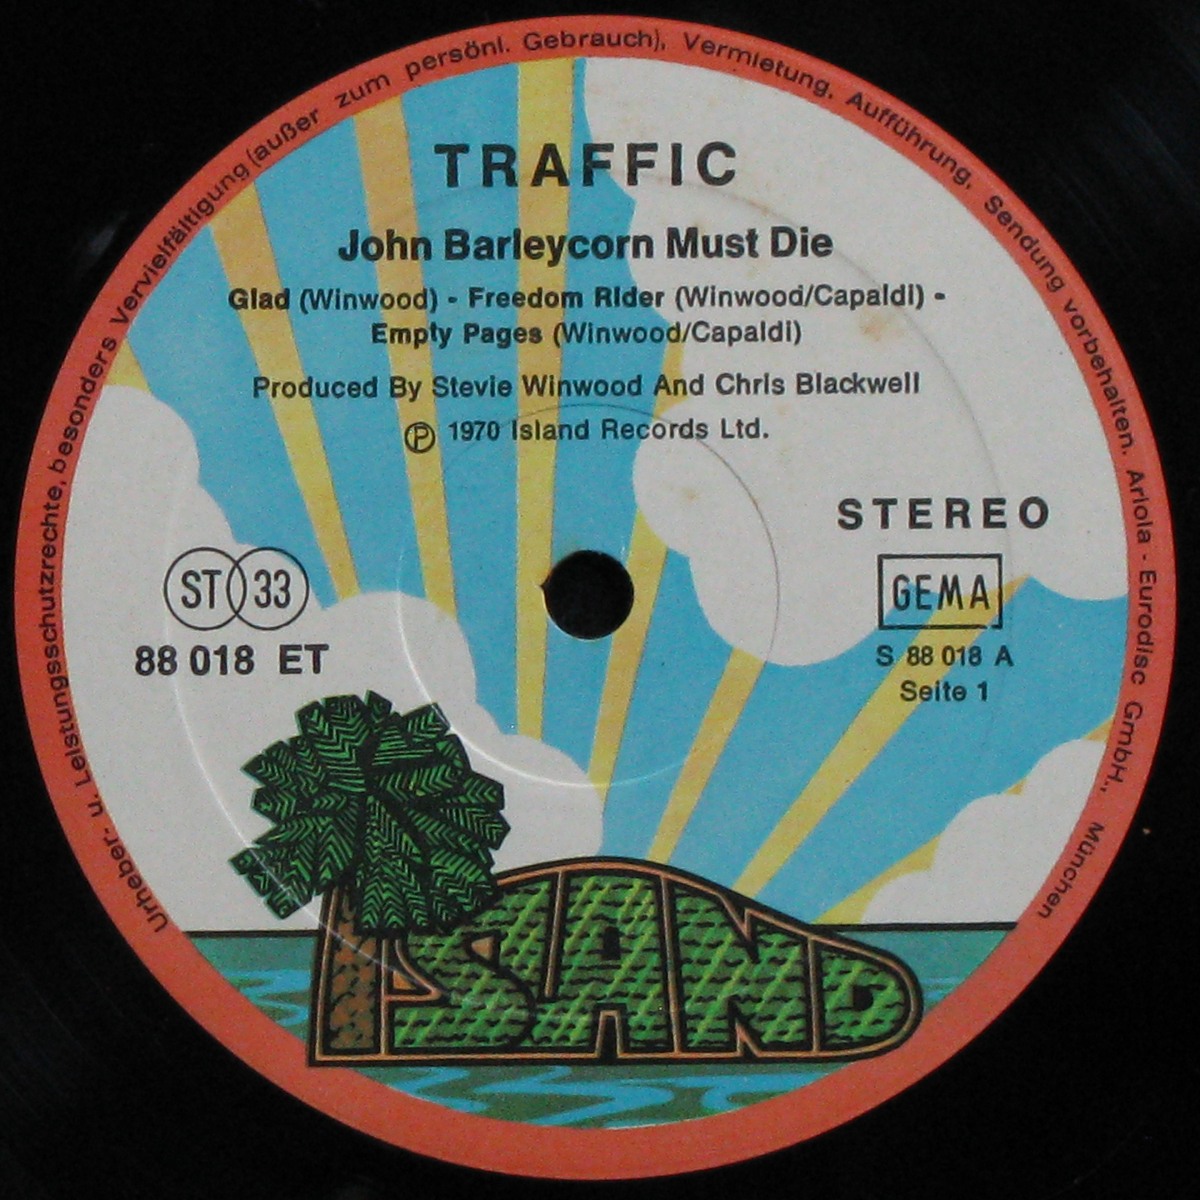 Urheber- u. Leistungsschutzrechte, besonders Vervielfältigung (außer zum persönl. Gebrauch), Vermietung, Aufführung, Sendung vorbehalten. Ariola - Eurodisc GmbH., München
TRAFFIC
John Barleycorn Must Die
Glad (Winwood) - Freedom Rider (Winwood/Capaldi) -
Empty Pages (Winwood/Capaldi)
Produced By Stevie Winwood And Chris Blackwell
Ⓟ 1970 Island Records Ltd.
STEREO
ST 33
GEMA
88 018 ET
S 88 018 A
Seite 1
ISLAND